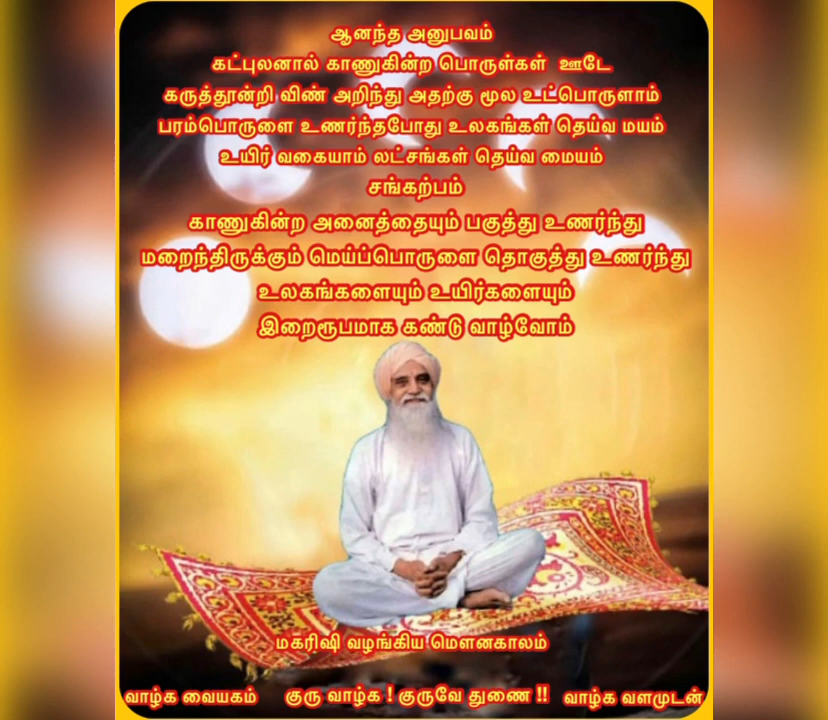 ஆனந்த அனுபவம்
கட்புலனால் காணுகின்ற பொருள்கள் ஊடே
கருத்தூன்றி விண் அறிந்து அதற்கு மூல உட்பொருளாம்
பரம்பொருளை உணர்ந்தபோது உலகங்கள் தெய்வ மயம்
உயிர் வகையாம் லட்சங்கள் தெய்வ மையம்
சங்கற்பம்
காணுகின்ற அனைத்தையும் பகுத்து உணர்ந்து
மறைந்திருக்கும் மெய்ப்பொருளை தொகுத்து உணர்ந்து
உலகங்களையும் உயிர்களையும்
இறைரூபமாக கண்டு வாழ்வோம்
மகரிஷி வழங்கிய மௌனகாலம்
வாழ்க வையகம் குரு வாழ்க ! குருவே துணை !! வாழ்க வளமுடன்